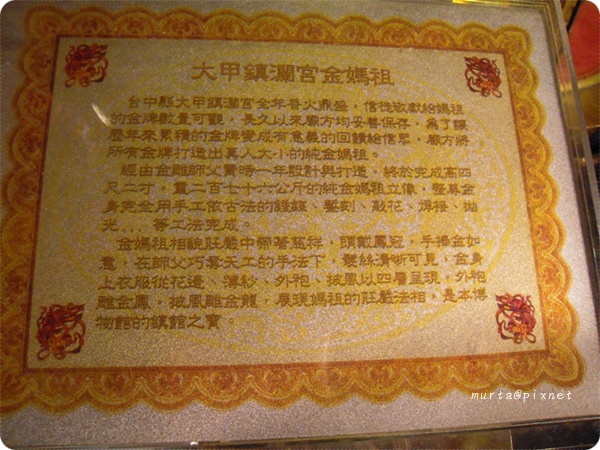 大甲鎮瀾宮金媽祖
台中縣大甲鎮瀾宮全年香火鼎盛,信徒敬獻給媽祖
的金牌數量可觀,長久以來廟方均妥善保存,為了讓
歷年來累積的金牌變成有意義的回饋給信眾,廟方將
所有金牌打造出真人大小的純金媽祖。
經由金雕師父費時一年設計與打造,終於完成高四
尺二寸,重二百七十六公斤的純金媽祖立像,整尊金
身完全用手工依古法的錘鍱、鏨刻、敲花、焊接、拋
光... 等工法完成。
金媽祖相貌莊嚴中帶著慈祥,頭戴鳳冠,手操金如
意,在師父巧奪天工的手法下,髮絲清晰可見,金身
上衣服從花邊、薄紗、外袍、披風以四層呈現,外袍
雕金鳳,披風雕金龍,展現媽祖的莊嚴法相,是本博
物館的鎮館之寶。
murta@pixnet